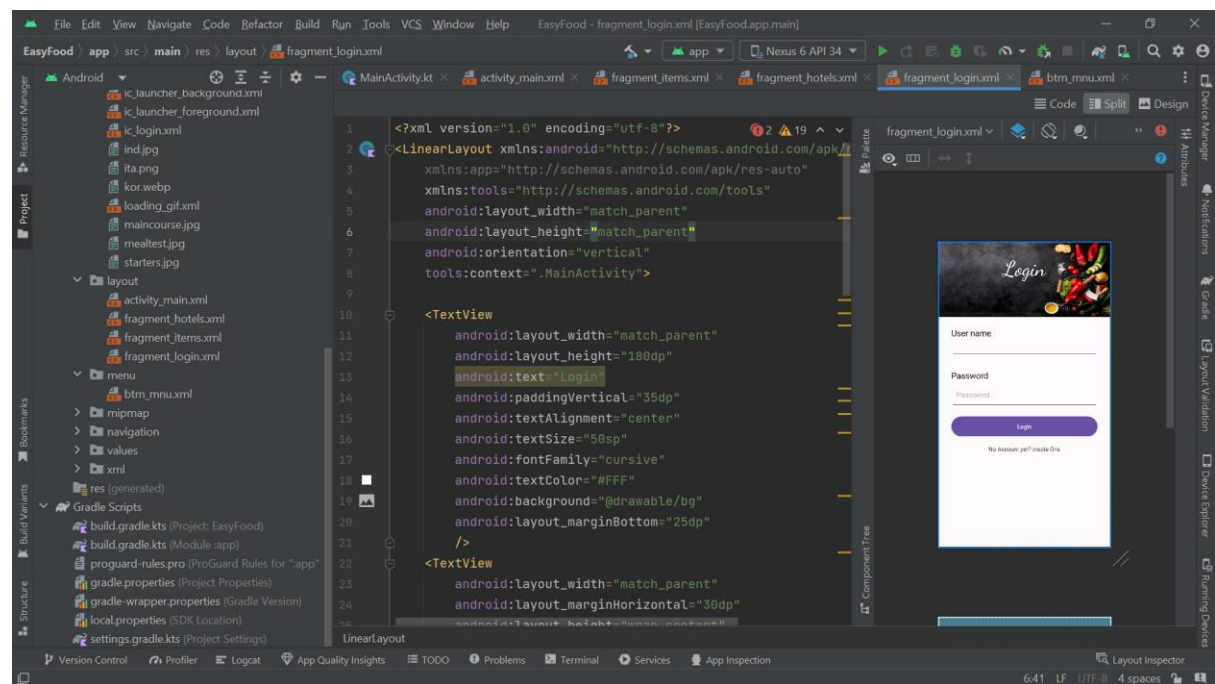 File Edit View Navigate Code Refactor Build Run Tools VCS Window Help EasyFood - fragment_login.xml [EasyFood.app.main]
EasyFood app src main res layout fragment_login.xml app Nexus 6 API 34
Android MainActivity.kt activity_main.xml fragment_items.xml fragment_hotels.xml fragment_login.xml btm_mnu.xml
Code Split Design
Resource Manager
Project
Bookmarks
Build Variants
Structure
ic_launcher_background.xml
ic_launcher_foreground.xml
ic_login.xml
ind.jpg
ita.png
kor.webp
loading_gif.xml
maincourse.jpg
mealtest.jpg
starters.jpg
layout
activity_main.xml
fragment_hotels.xml
fragment_items.xml
fragment_login.xml
menu
btm_mnu.xml
mipmap
navigation
values
xml
res (generated)
Gradle Scripts
build.gradle.kts (Project: EasyFood)
build.gradle.kts (Module :app)
proguard-rules.pro (ProGuard Rules for ":app"
gradle.properties (Project Properties)
gradle-wrapper.properties (Gradle Version)
local.properties (SDK Location)
settings.gradle.kts (Project Settings)
2 19
1 <?xml version="1.0" encoding="utf-8"?>
2 <LinearLayout xmlns:android="http://schemas.android.com/apk/r
3 xmlns:app="http://schemas.android.com/apk/res-auto"
4 xmlns:tools="http://schemas.android.com/tools"
5 android:layout_width="match_parent"
6 android:layout_height="match_parent"
7 android:orientation="vertical"
8 tools:context=".MainActivity">
9
10 <TextView
11 android:layout_width="match_parent"
12 android:layout_height="180dp"
13 android:text="Login"
14 android:paddingVertical="35dp"
15 android:textAlignment="center"
16 android:textSize="50sp"
17 android:fontFamily="cursive"
18 android:textColor="#FFF"
19 android:background="@drawable/bg"
20 android:layout_marginBottom="25dp"
21 />
22 <TextView
23 android:layout_width="match_parent"
24 android:layout_marginHorizontal="30dp"
25 android:layout_height="wrap_content"
LinearLayout
Palette
Component Tree
fragment_login.xml
Login
User name
Password
Password
Login
No Account yet? create One
Device Manager
Attributes
Notifications
Gradle
Layout Validation
Device Explorer
Running Devices
Version Control Profiler Logcat App Quality Insights TODO Problems Terminal Services App Inspection Layout Inspector
6:41 LF UTF-8 4 spaces